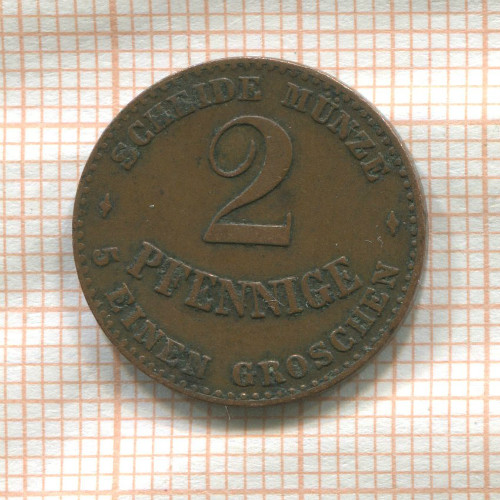 SCHEIDE MÜNZE
2
PFENNIGE
5 EINEN GROSCHEN